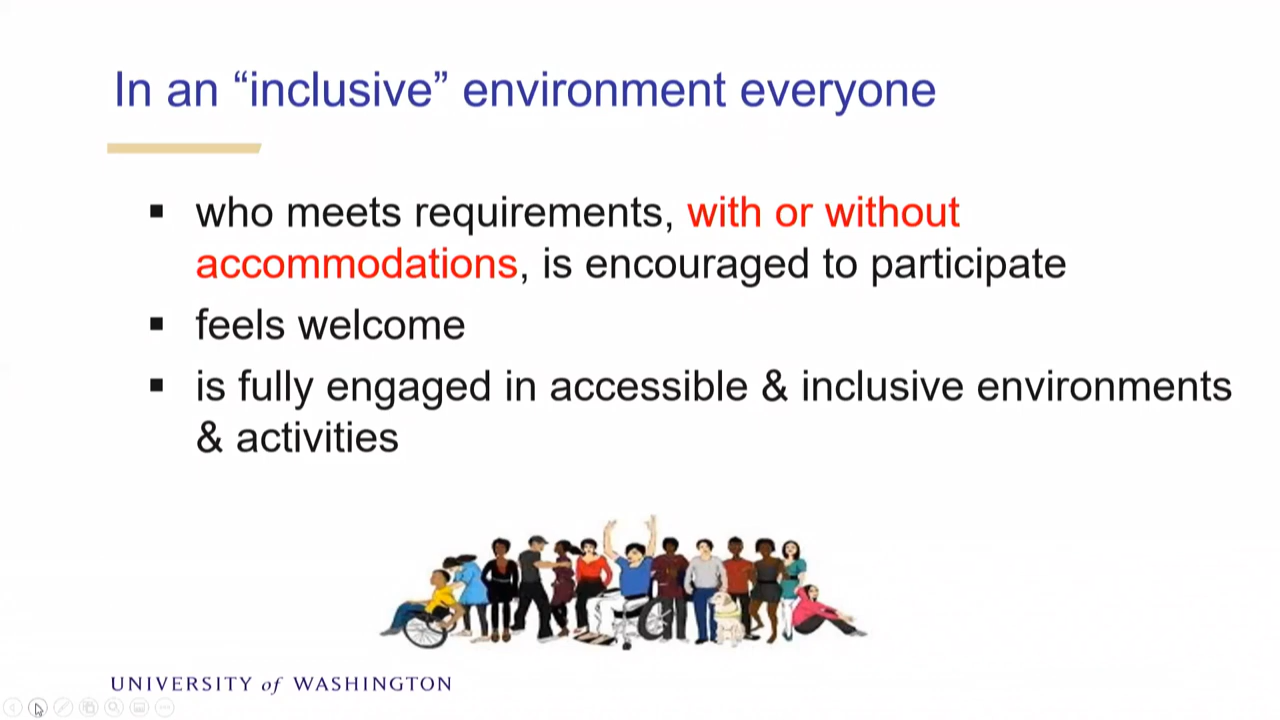 In an “inclusive” environment everyone
▪ who meets requirements, with or without
accommodations, is encouraged to participate
▪ feels welcome
▪ is fully engaged in accessible & inclusive environments
& activities
UNIVERSITY of WASHINGTON